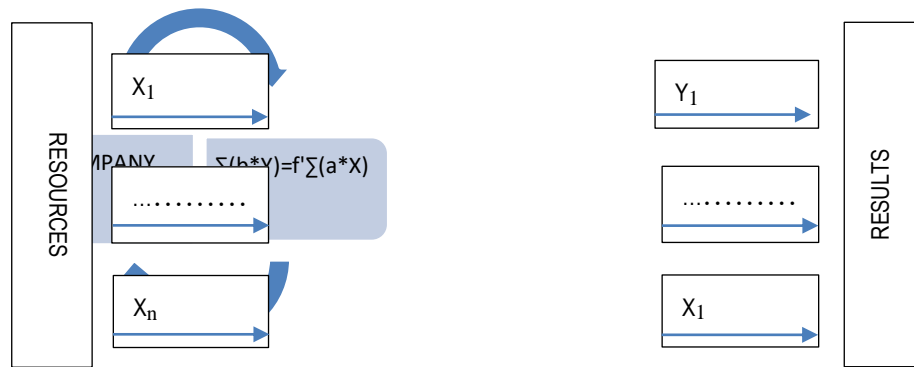 RESOURCES
X₁
MPANY
=f'∑(a*X)
............
Xₙ
Y₁
............
X₁
RESULTS